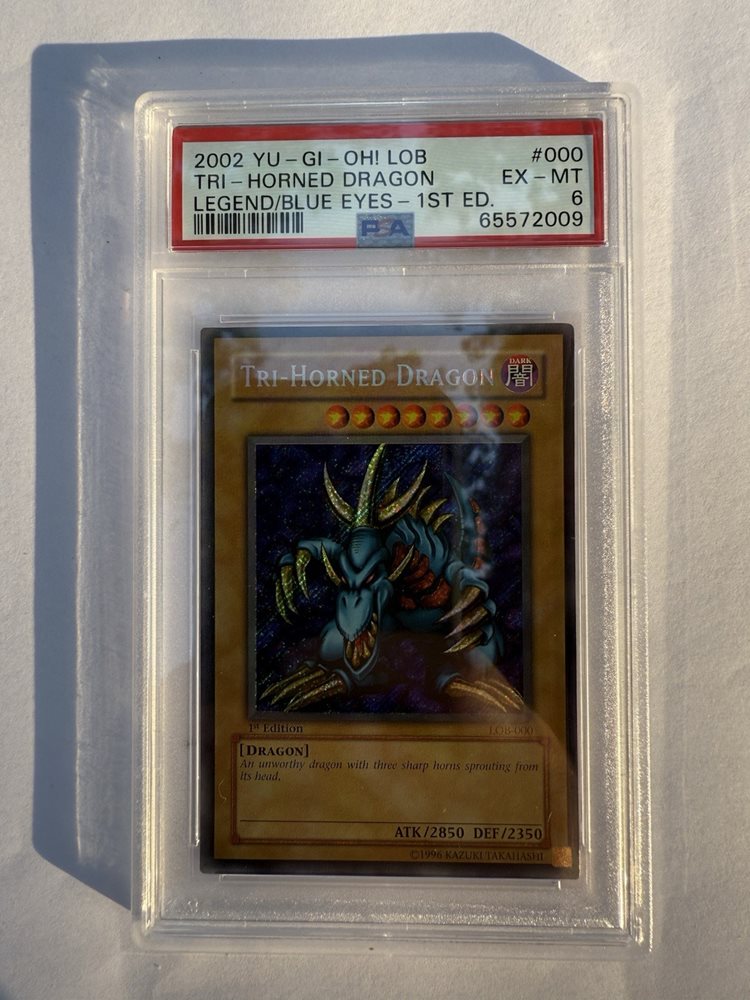 2002 YU-GI-OH! LOB #000
TRI-HORNED DRAGON EX-MT
LEGEND/BLUE EYES-1ST ED. 6
PSA 65572009
TRI-HORNED DRAGON
DARK
闇
1st Edition LOB-000
[DRAGON]
An unworthy dragon with three sharp horns sprouting from
its head.
ATK/2850 DEF/2350
©1996 KAZUKI TAKAHASHI